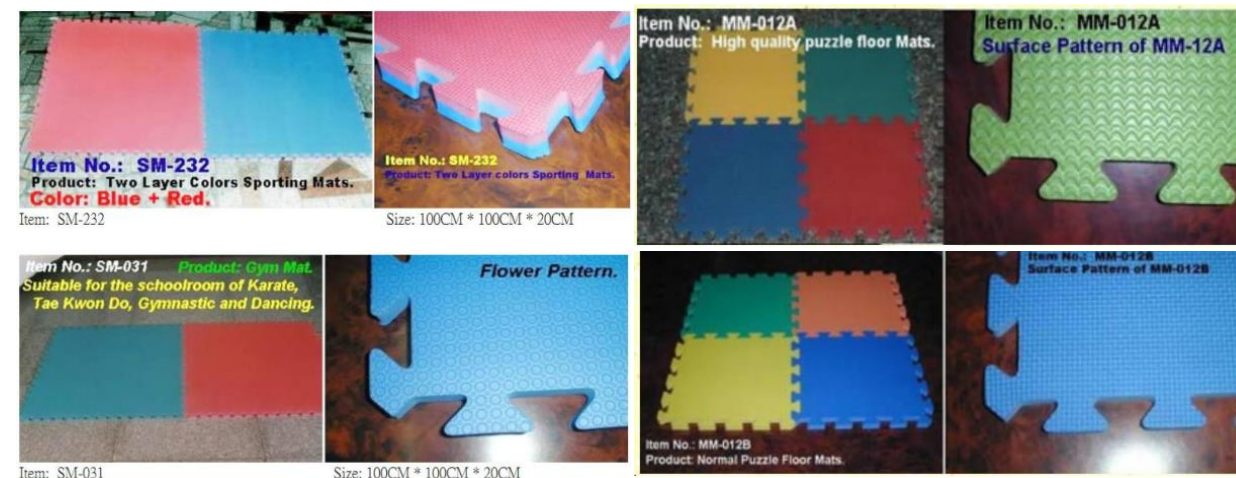 Item No.: SM-232
Product: Two Layer Colors Sporting Mats.
Color: Blue + Red.
Item: SM-232
Item No.: SM-232
Product: Two Layer colors Sporting Mats.
Size: 100CM * 100CM * 20CM
Item No.: MM-012A
Product: High quality puzzle floor Mats.
Item No.: MM-012A
Surface Pattern of MM-12A
Item No.: SM-031 Product: Gym Mat.
Suitable for the schoolroom of Karate,
Tae Kwon Do, Gymnastic and Dancing.
Item: SM-031
Flower Pattern.
Size: 100CM * 100CM * 20CM
Item No.: MM-012B
Product: Normal Puzzle Floor Mats.
Item No.: MM-012B
Surface Pattern of MM-012B